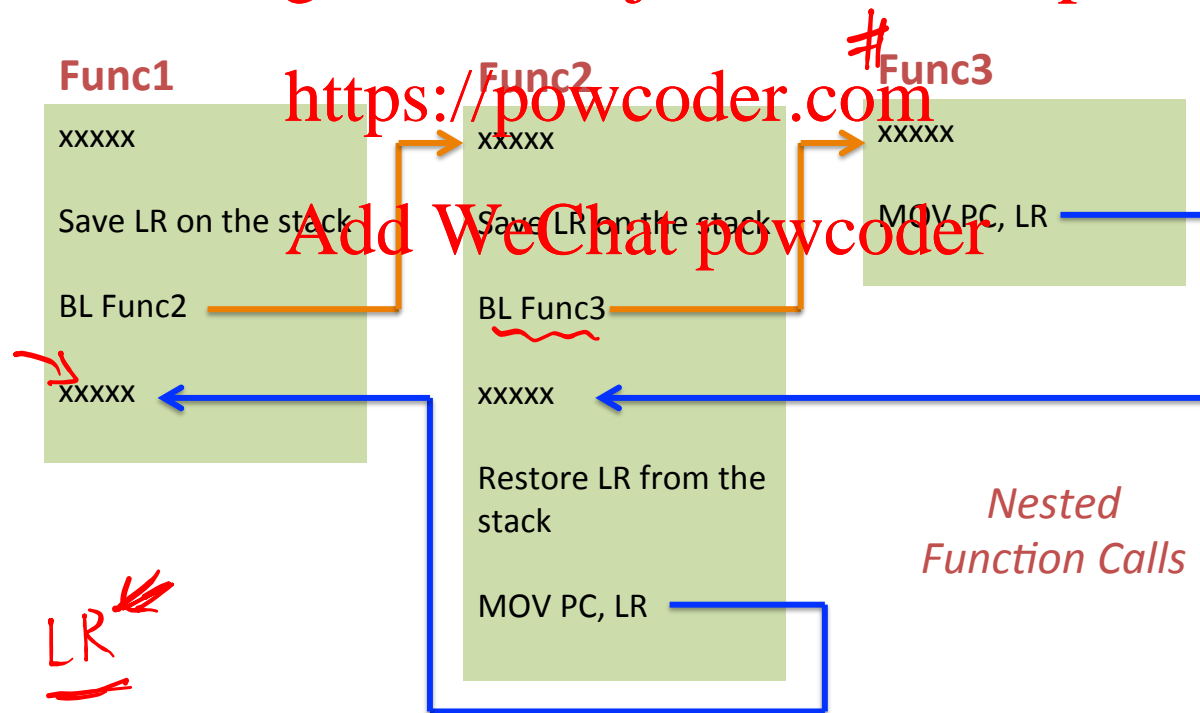 Func1
xxxxx
Save LR on the stack
BL Func2
xxxxx
Func2
xxxxx
Save LR on the stack
BL Func3
xxxxx
Restore LR from the
stack
MOV PC, LR
Func3
xxxxx
MOV PC, LR
Nested
Function Calls
LR
#
https://powcoder.com
Add WeChat powcoder